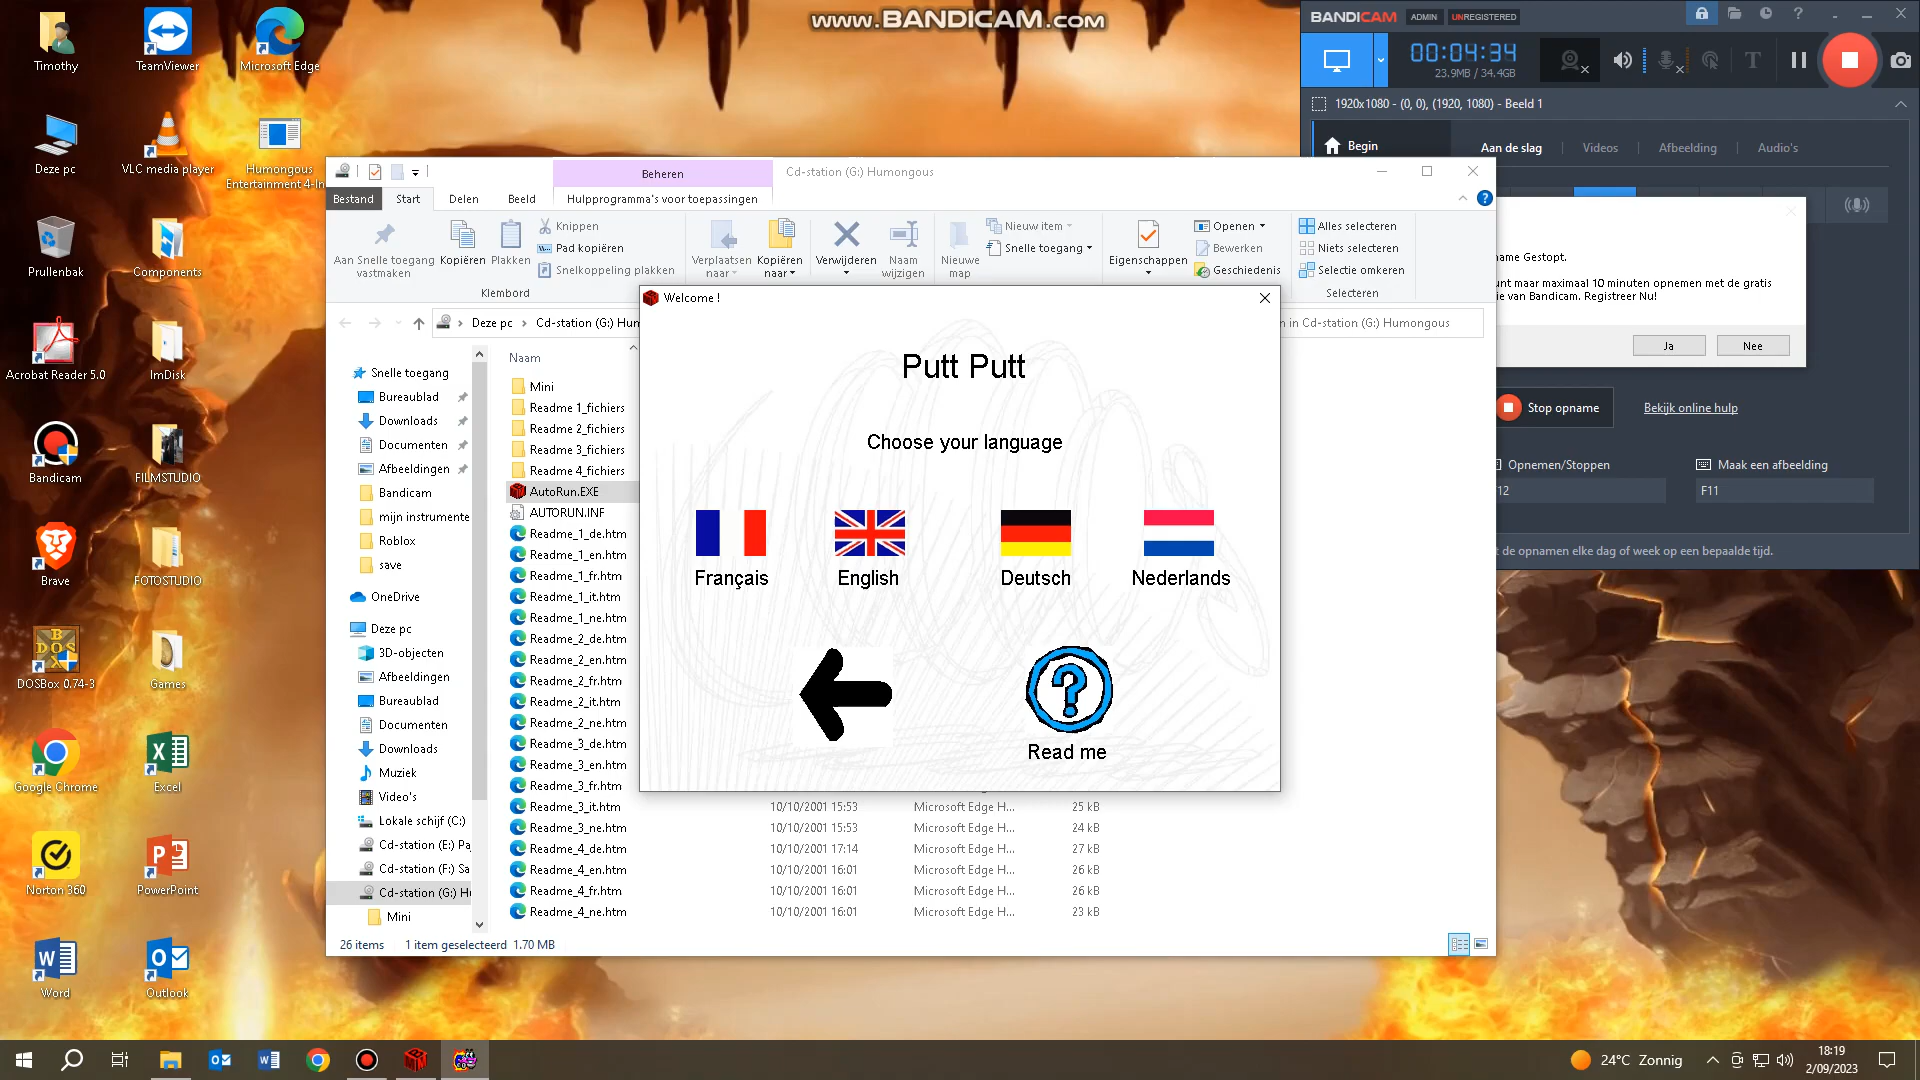 www.BANDICAM.com
Timothy
TeamViewer
Microsoft Edge
Deze pc
VLC media player
Humongous
Entertainment 4-In
Prullenbak
Components
Acrobat Reader 5.0
ImDisk
Bandicam
FILMSTUDIO
Brave
FOTOSTUDIO
DOSBox 0.74-3
Games
Google Chrome
Excel
Norton 360
PowerPoint
Word
Outlook
BANDICAM
ADMIN
UNREGISTERED
00:04:34
23.9MB / 34.4GB
1920x1080 - (0, 0), (1920, 1080) - Beeld 1
Begin
Aan de slag
Videos
Afbeelding
Audio's
ame Gestopt.
unt maar maximaal 10 minuten opnemen met de gratis
ie van Bandicam. Registreer Nu!
Ja
Nee
Stop opname
Bekijk online hulp
Opnemen/Stoppen
Maak een afbeelding
12
F11
t de opnamen elke dag of week op een bepaalde tijd.
Beheren
Cd-station (G:) Humongous
Bestand
Start
Delen
Beeld
Hulpprogramma's voor toepassingen
Aan Snelle toegang
vastmaken
Kopiëren
Plakken
Knippen
Pad kopiëren
Snelkoppeling plakken
Klembord
Verplaatsen
naar
Kopiëren
naar
Verwijderen
Naam
wijzigen
Nieuwe
map
Nieuw item
Snelle toegang
Eigenschappen
Openen
Bewerken
Geschiedenis
Alles selecteren
Niets selecteren
Selectie omkeren
Selecteren
Deze pc
Cd-station (G:) Hum
n in Cd-station (G:) Humongous
Snelle toegang
Bureaublad
Downloads
Documenten
Afbeeldingen
Bandicam
mijn instrumente
Roblox
save
OneDrive
Deze pc
3D-objecten
Afbeeldingen
Bureaublad
Documenten
Downloads
Muziek
Video's
Lokale schijf (C:)
Cd-station (E:) Pa
Cd-station (F:) Sa
Cd-station (G:) H
Mini
Naam
Mini
Readme 1_fichiers
Readme 2_fichiers
Readme 3_fichiers
Readme 4_fichiers
AutoRun.EXE
AUTORUN.INF
Readme_1_de.htm
Readme_1_en.htm
Readme_1_fr.htm
Readme_1_it.htm
Readme_1_ne.htm
Readme_2_de.htm
Readme_2_en.htm
Readme_2_fr.htm
Readme_2_it.htm
Readme_2_ne.htm
Readme_3_de.htm
Readme_3_en.htm
Readme_3_fr.htm
Readme_3_it.htm 10/10/2001 15:53 Microsoft Edge H... 25 kB
Readme_3_ne.htm 10/10/2001 15:53 Microsoft Edge H... 24 kB
Readme_4_de.htm 10/10/2001 17:14 Microsoft Edge H... 27 kB
Readme_4_en.htm 10/10/2001 16:01 Microsoft Edge H... 26 kB
Readme_4_fr.htm 10/10/2001 16:01 Microsoft Edge H... 26 kB
Readme_4_ne.htm 10/10/2001 16:01 Microsoft Edge H... 23 kB
26 items
1 item geselecteerd 1.70 MB
Welcome !
Putt Putt
Choose your language
Français
English
Deutsch
Nederlands
Read me
24°C Zonnig
18:19
2/09/2023